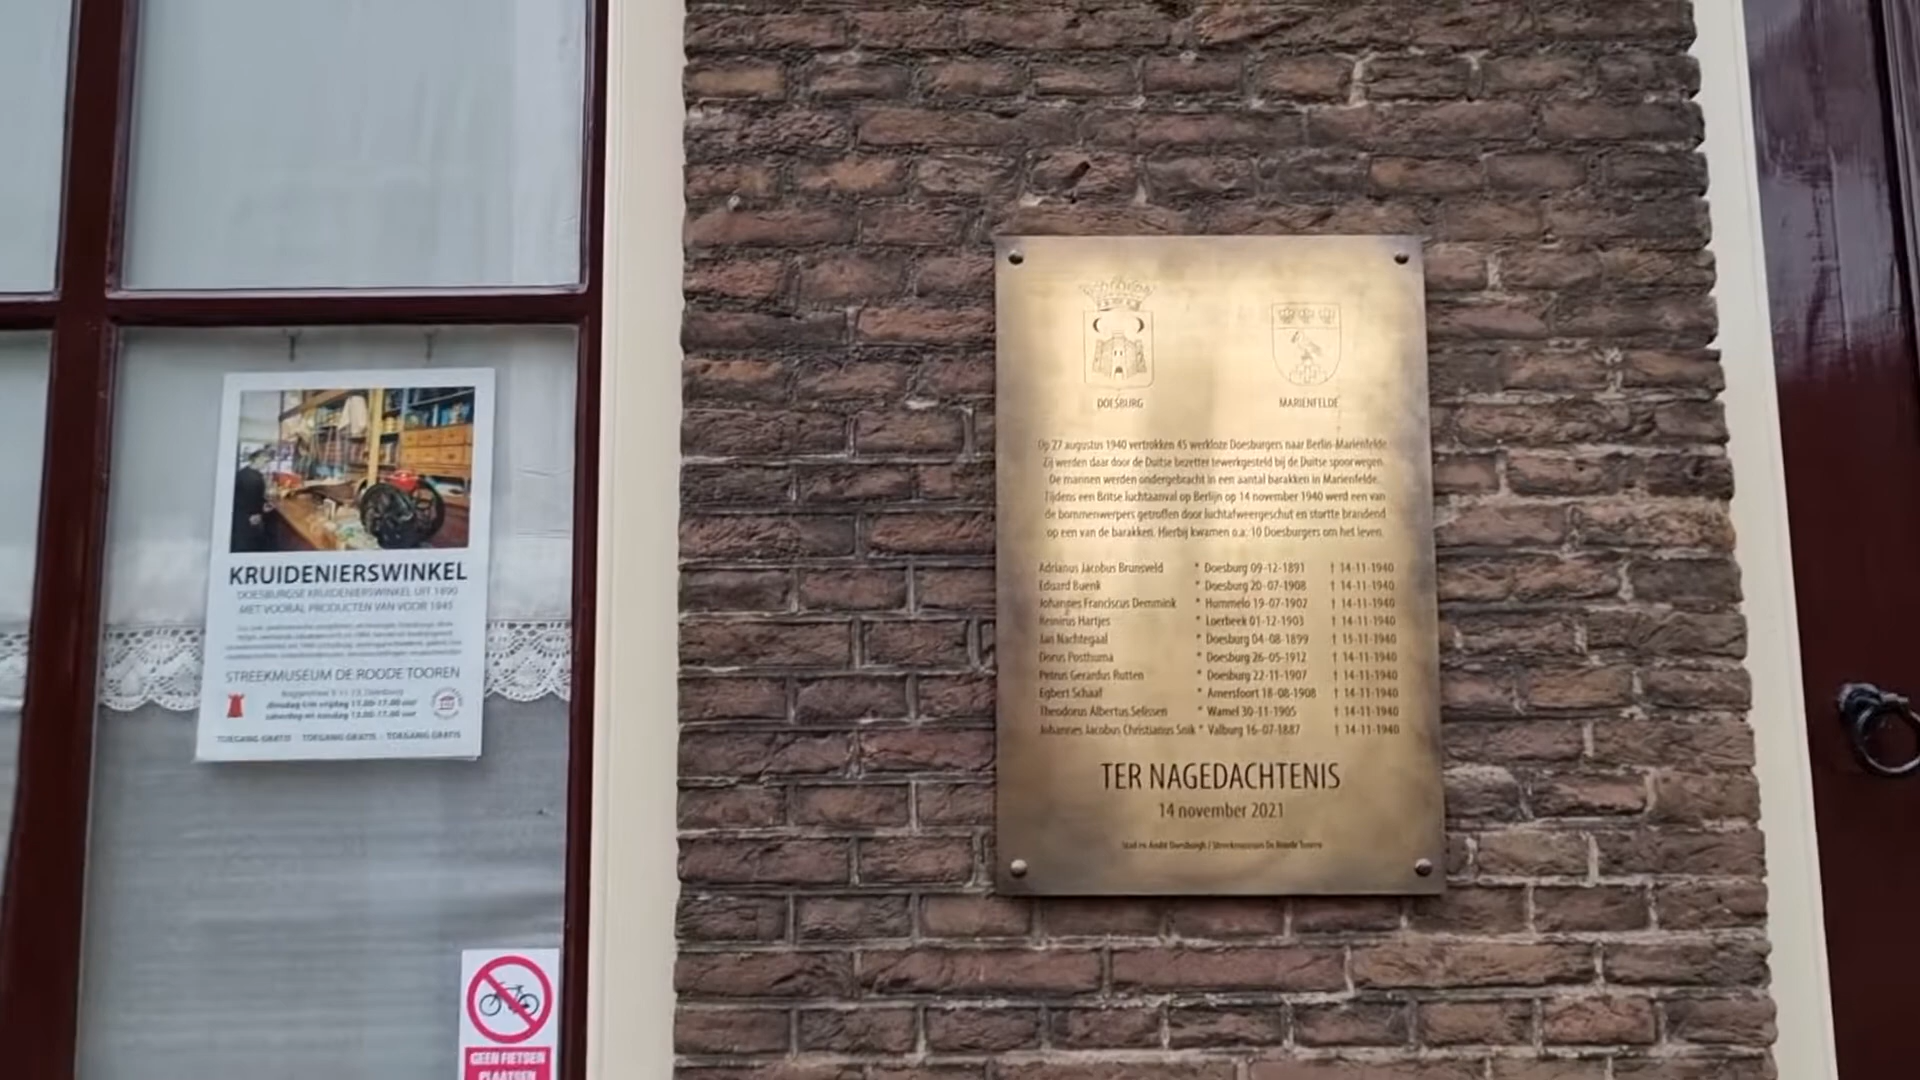 KRUIDENIERSWINKEL
DOESBURGSE KRUIDENIERSWINKEL UIT 1890
MET VOORAL PRODUCTEN VAN VOOR 1945
STREEKMUSEUM DE ROODE TOOREN
dinsdag t/m vrijdag 11.00-17.00 uur
zaterdag en zondag 13.00-17.00 uur
TOEGANG GRATIS TOEGANG GRATIS TOEGANG GRATIS
GEEN FIETSEN
PLAATSEN
DOESBURG
MARIENFELDE
Op 27 augustus 1940 vertrokken 45 werkloze Doesburgers naar Berlin-Marienfelde.
Zij werden daar door de Duitse bezetter tewerkgesteld bij de Duitse spoorwegen.
De mannen werden ondergebracht in een aantal barakken in Marienfelde.
Tijdens een Britse luchtaanval op Berlijn op 14 november 1940 werd een van
de bommenwerpers getroffen door luchtafweergeschut en stortte brandend
op een van de barakken. Hierbij kwamen o.a. 10 Doesburgers om het leven.
Adrianus Jacobus Brunsveld * Doesburg 09-12-1891 † 14-11-1940
Eduard Buenk * Doesburg 20-07-1908 † 14-11-1940
Johannes Franciscus Demmink * Hummelo 19-07-1902 † 14-11-1940
Reinirus Hartjes * Loerbeek 01-12-1903 † 14-11-1940
Jan Nachtegaal * Doesburg 04-08-1899 † 15-11-1940
Dorus Posthuma * Doesburg 26-05-1912 † 14-11-1940
Petrus Gerardus Rutten * Doesburg 22-11-1907 † 14-11-1940
Egbert Schaaf * Amersfoort 18-08-1908 † 14-11-1940
Theodorus Albertus Selissen * Wamel 30-11-1905 † 14-11-1940
Johannes Jacobus Christianus Snik * Valburg 16-07-1887 † 14-11-1940
TER NAGEDACHTENIS
14 november 2021
Stad en Ambt Doesborgh / Streekmuseum De Roode Tooren